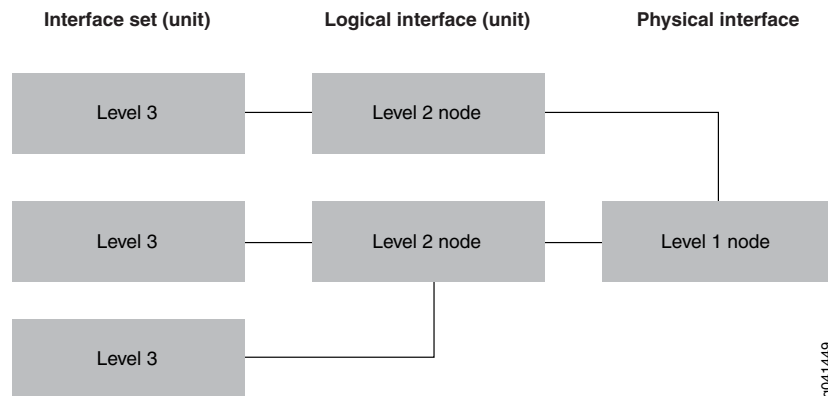 Interface set (unit)
Logical interface (unit)
Physical interface
Level 3
Level 2 node
Level 3
Level 2 node
Level 1 node
Level 3
g041449